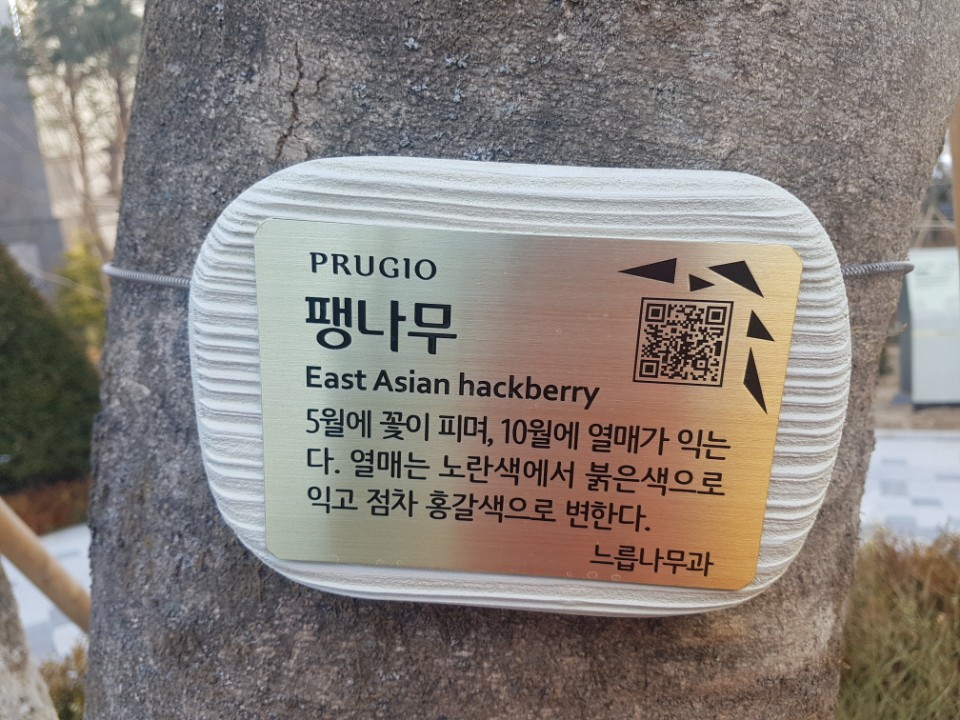 PRUGIO
팽나무
East Asian hackberry
5월에 꽃이 피며, 10월에 열매가 익는
다. 열매는 노란색에서 붉은색으로
익고 점차 홍갈색으로 변한다.
느릅나무과